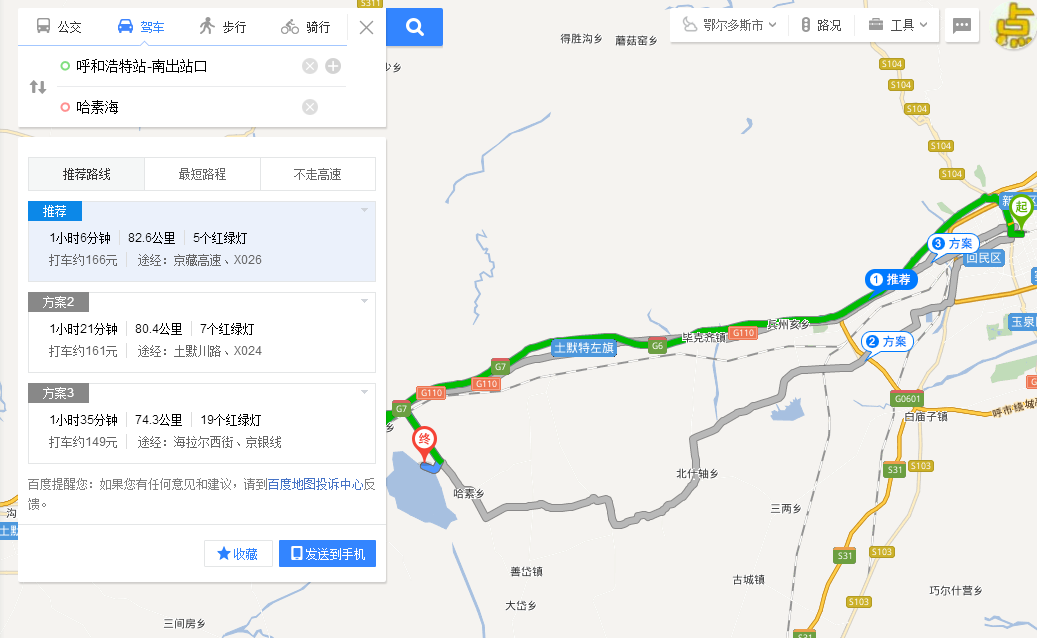 公交
驾车
步行
骑行
呼和浩特站-南出站口
哈素海
推荐路线
最短路程
不走高速
推荐
1小时6分钟
82.6公里
5个红绿灯
打车约166元
途经：京藏高速、X026
方案2
1小时21分钟
80.4公里
7个红绿灯
打车约161元
途经：土默川路、X024
方案3
1小时35分钟
74.3公里
19个红绿灯
打车约149元
途经：海拉尔西街、京银线
百度提醒您：如果您有任何意见和建议，请到百度地图投诉中心反
馈。
收藏
发送到手机
鄂尔多斯市
路况
工具
点
S311
得胜沟乡
蘑菇窑乡
S104
S104
S104
S104
S104
起
3 方案
回民区
1 推荐
玉泉
宾州亥乡
G110
毕克齐镇
G6
土默特左旗
2 方案
G7
G110
G110
G7
G0601
白庙子镇
呼市绕城高
终
哈素乡
北什轴乡
S31
S103
三两乡
S31
S103
善岱镇
古城镇
大岱乡
巧尔什营乡
S103
三间房乡
S31